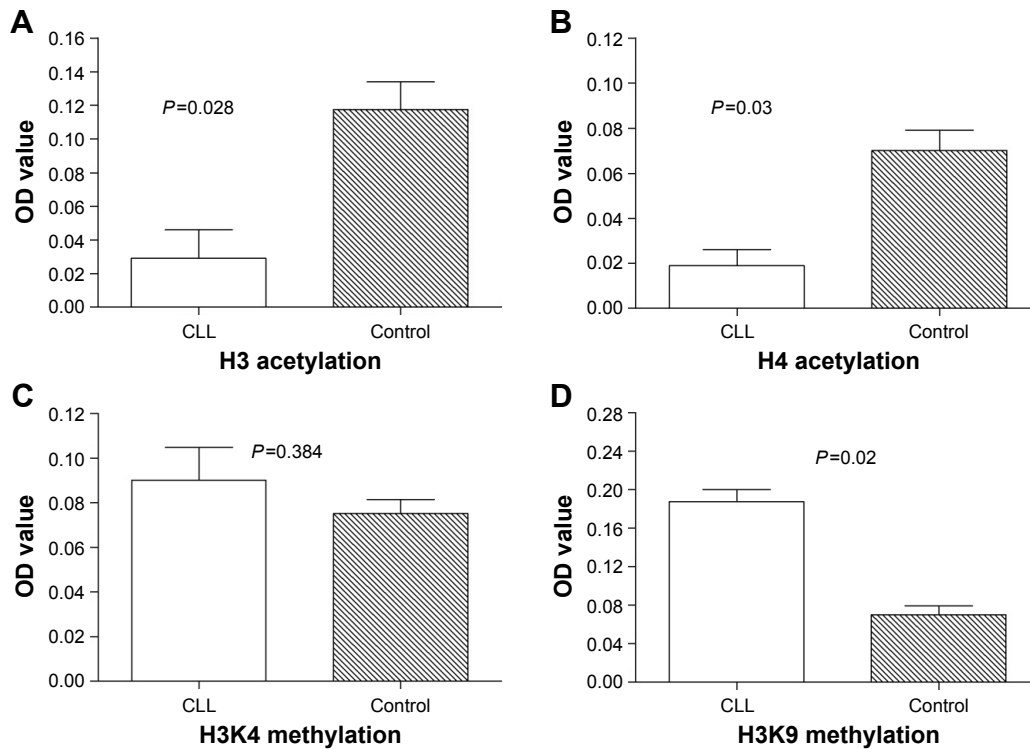 A
OD value
0.16
0.14
0.12
0.10
0.08
0.06
0.04
0.02
0.00
P=0.028
CLL Control
H3 acetylation
B
OD value
0.12
0.10
0.08
0.06
0.04
0.02
0.00
P=0.03
CLL Control
H4 acetylation
C
OD value
0.12
0.10
0.08
0.06
0.04
0.02
0.00
P=0.384
CLL Control
H3K4 methylation
D
OD value
0.28
0.24
0.20
0.16
0.12
0.08
0.04
0.00
P=0.02
CLL Control
H3K9 methylation